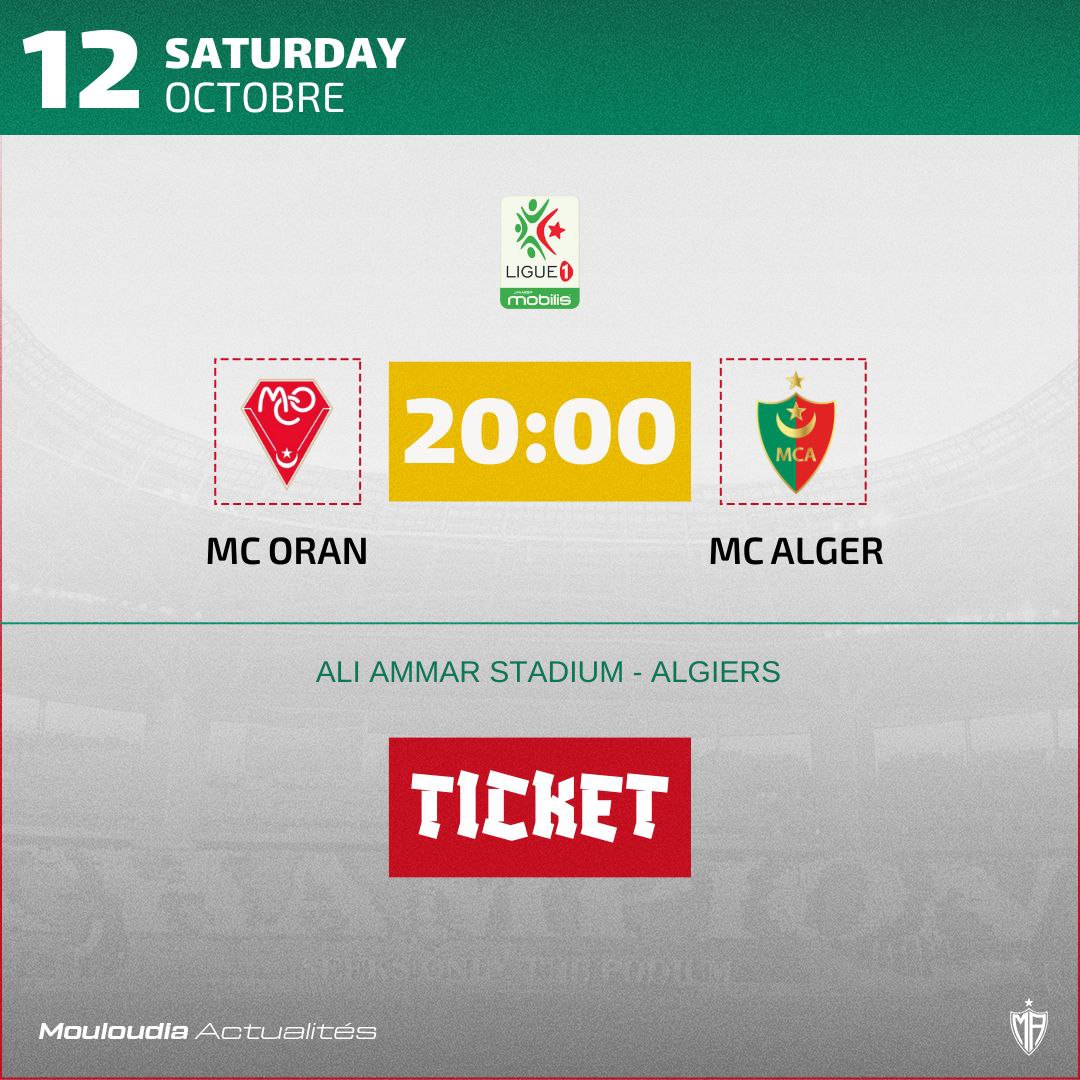 12
SATURDAY
OCTOBRE
LIGUE 1
mobilis
MCO
20:00
MCA
MC ORAN
MC ALGER
ALI AMMAR STADIUM - ALGIERS
TICKET
Mouloudia Actualités
MA